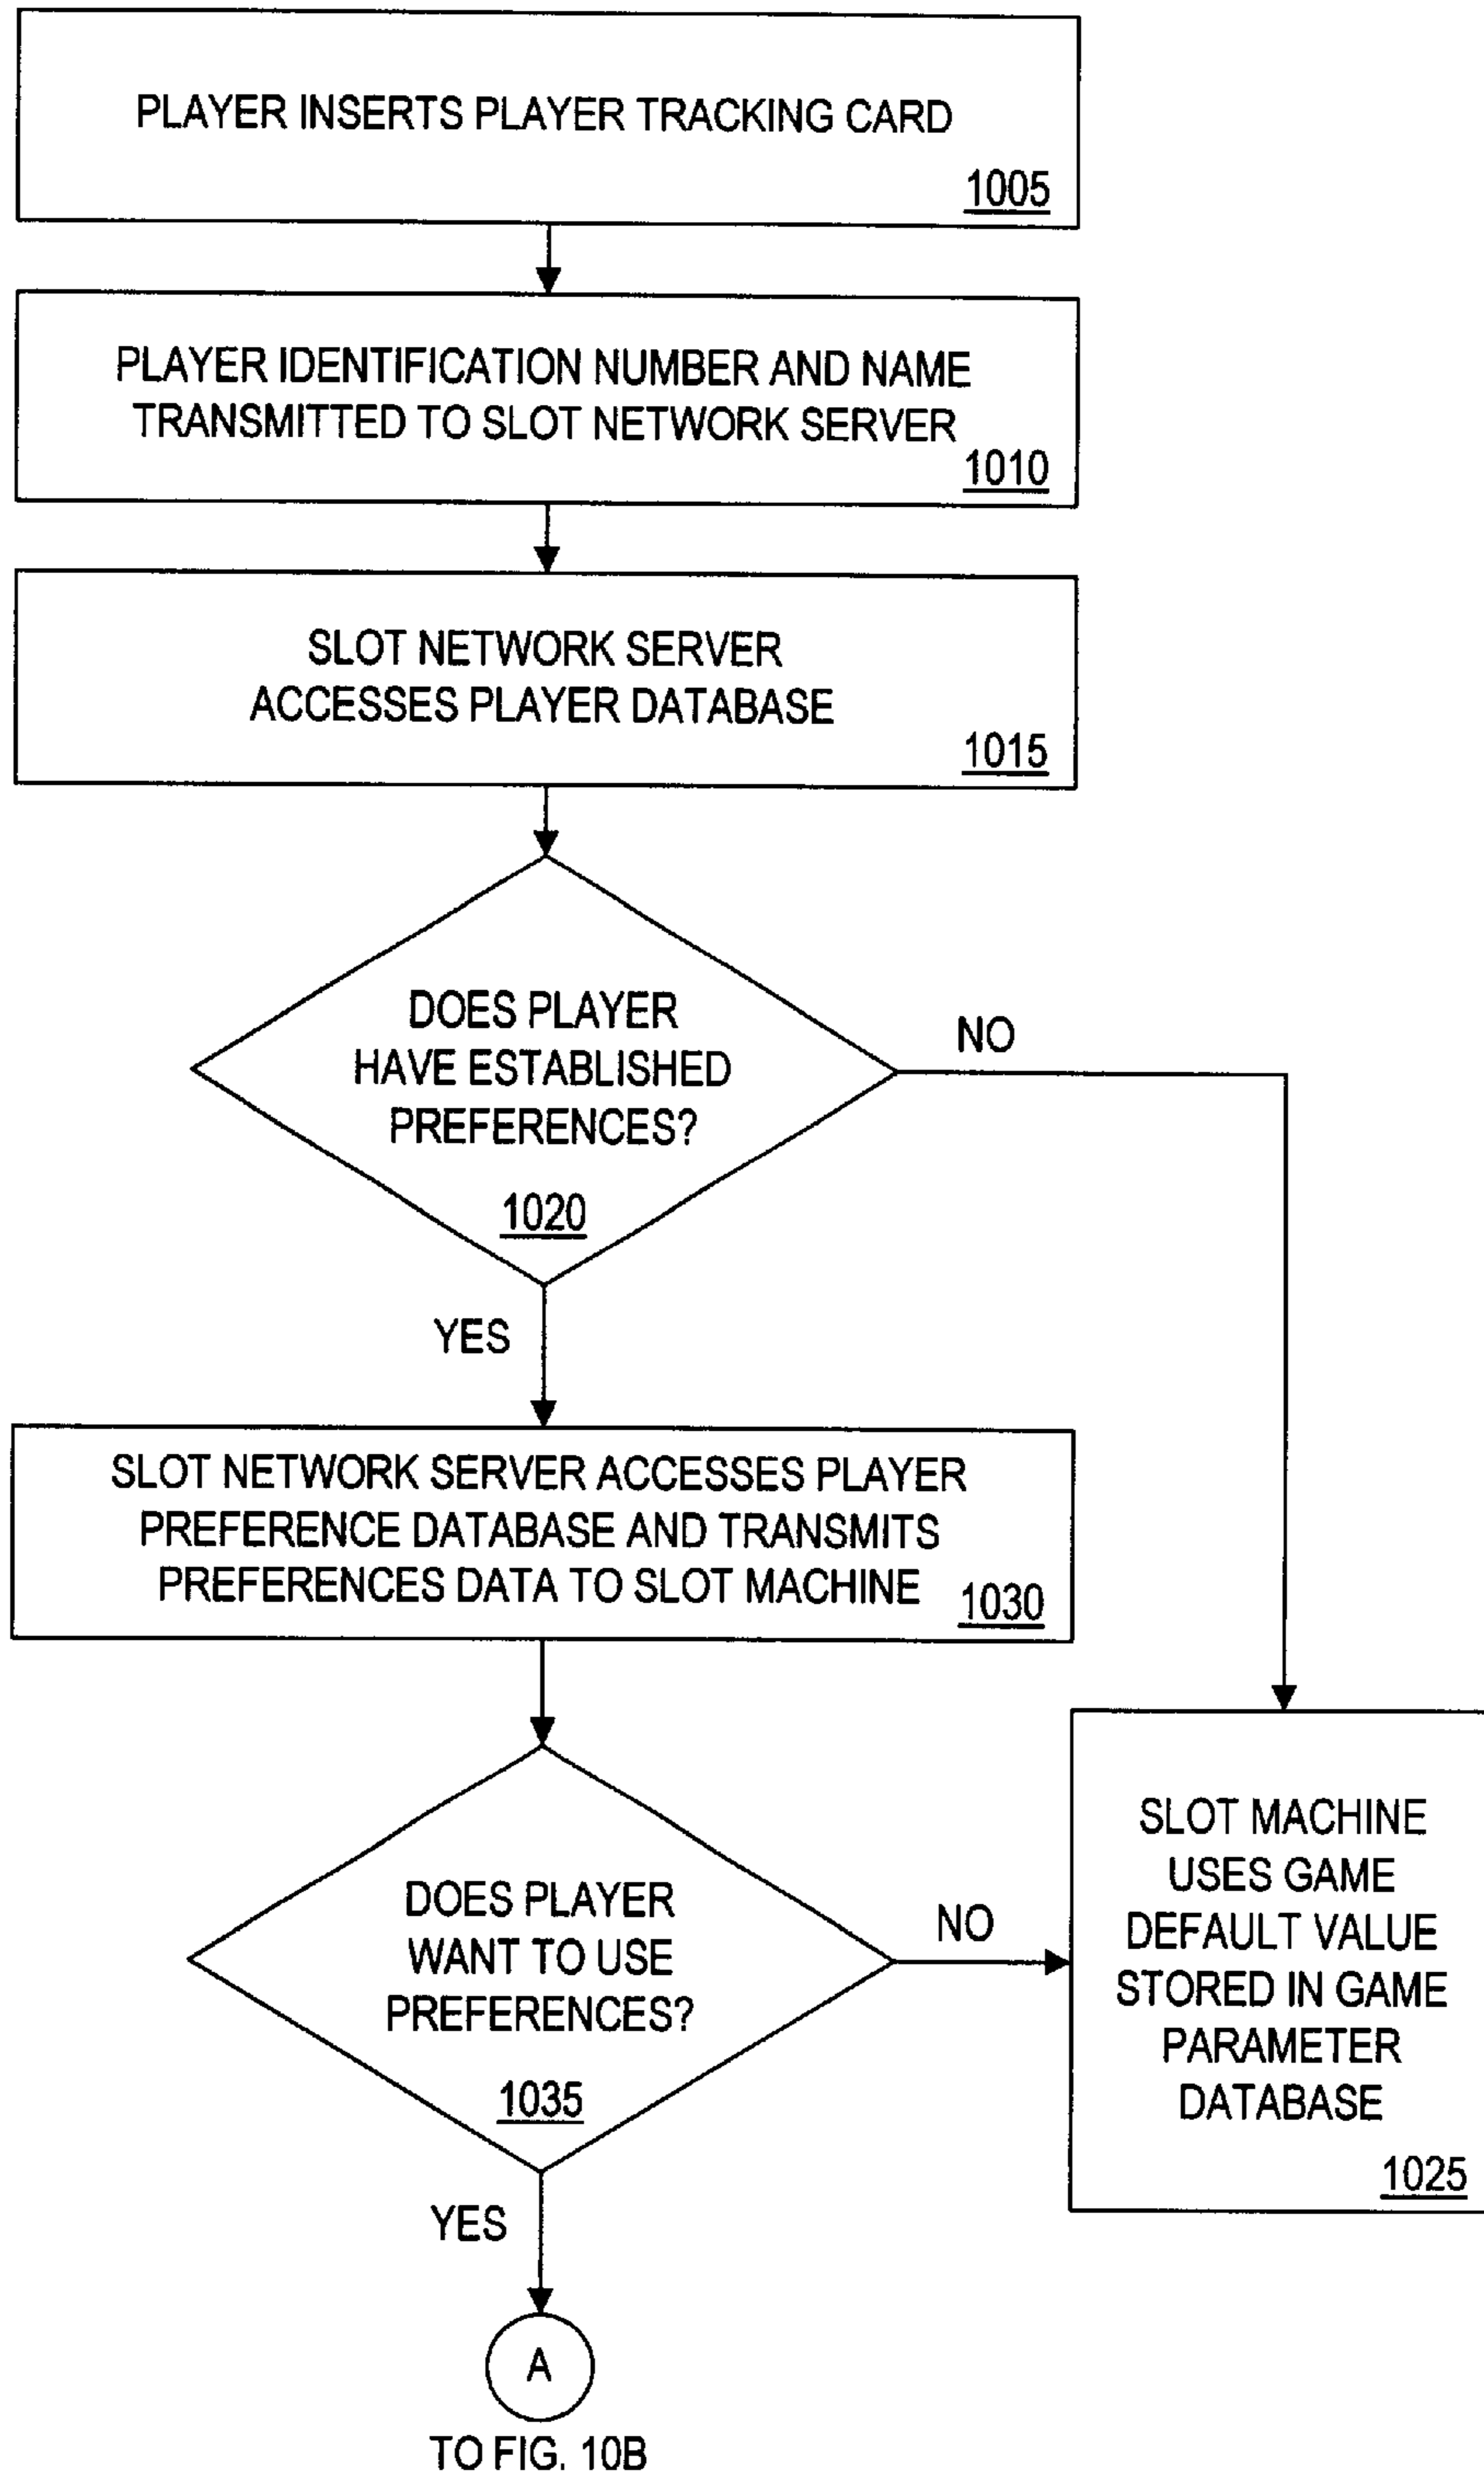 PLAYER INSERTS PLAYER TRACKING CARD
1005
PLAYER IDENTIFICATION NUMBER AND NAME
TRANSMITTED TO SLOT NETWORK SERVER
1010
SLOT NETWORK SERVER
ACCESSES PLAYER DATABASE
1015
DOES PLAYER
HAVE ESTABLISHED
PREFERENCES?
1020
NO
YES
SLOT NETWORK SERVER ACCESSES PLAYER
PREFERENCE DATABASE AND TRANSMITS
PREFERENCES DATA TO SLOT MACHINE
1030
DOES PLAYER
WANT TO USE
PREFERENCES?
1035
NO
SLOT MACHINE
USES GAME
DEFAULT VALUE
STORED IN GAME
PARAMETER
DATABASE
1025
YES
A
TO FIG. 10B